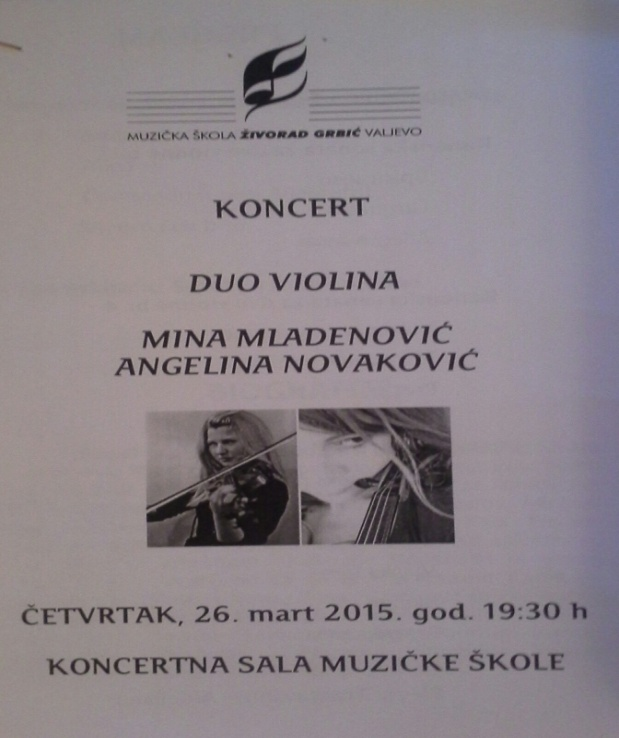 MUZIČKA ŠKOLA ŽIVORAD GRBIĆ VALJEVO
KONCERT
DUO VIOLINA
MINA MLADENOVIĆ
ANGELINA NOVAKOVIĆ
ČETVRTAK, 26. mart 2015. god. 19:30 h
KONCERTNA SALA MUZIČKE ŠKOLE